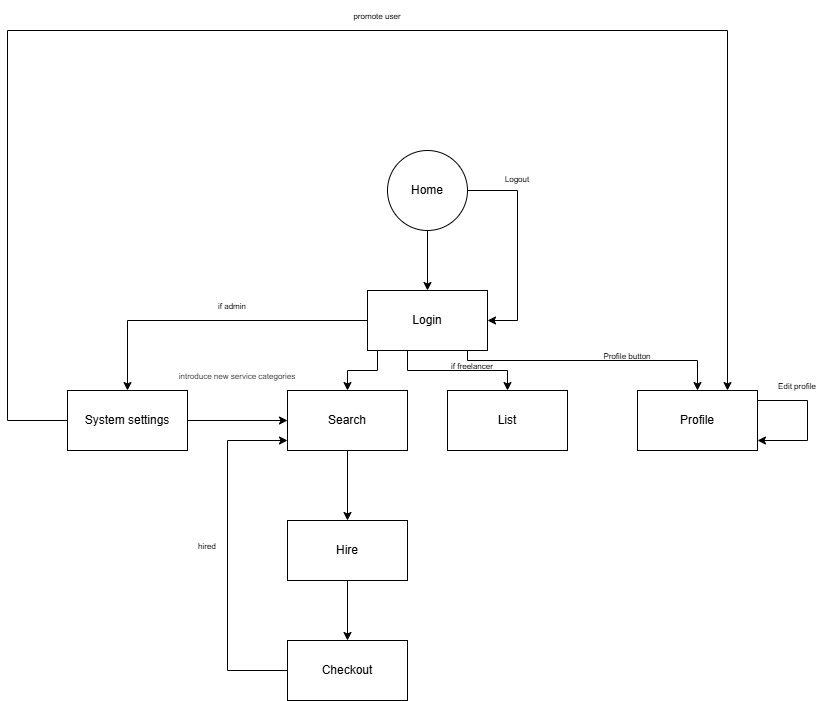 promote user
Home
Logout
Login
if admin
Profile button
if freelancer
introduce new service categories
Edit profile
System settings
Search
List
Profile
hired
Hire
Checkout